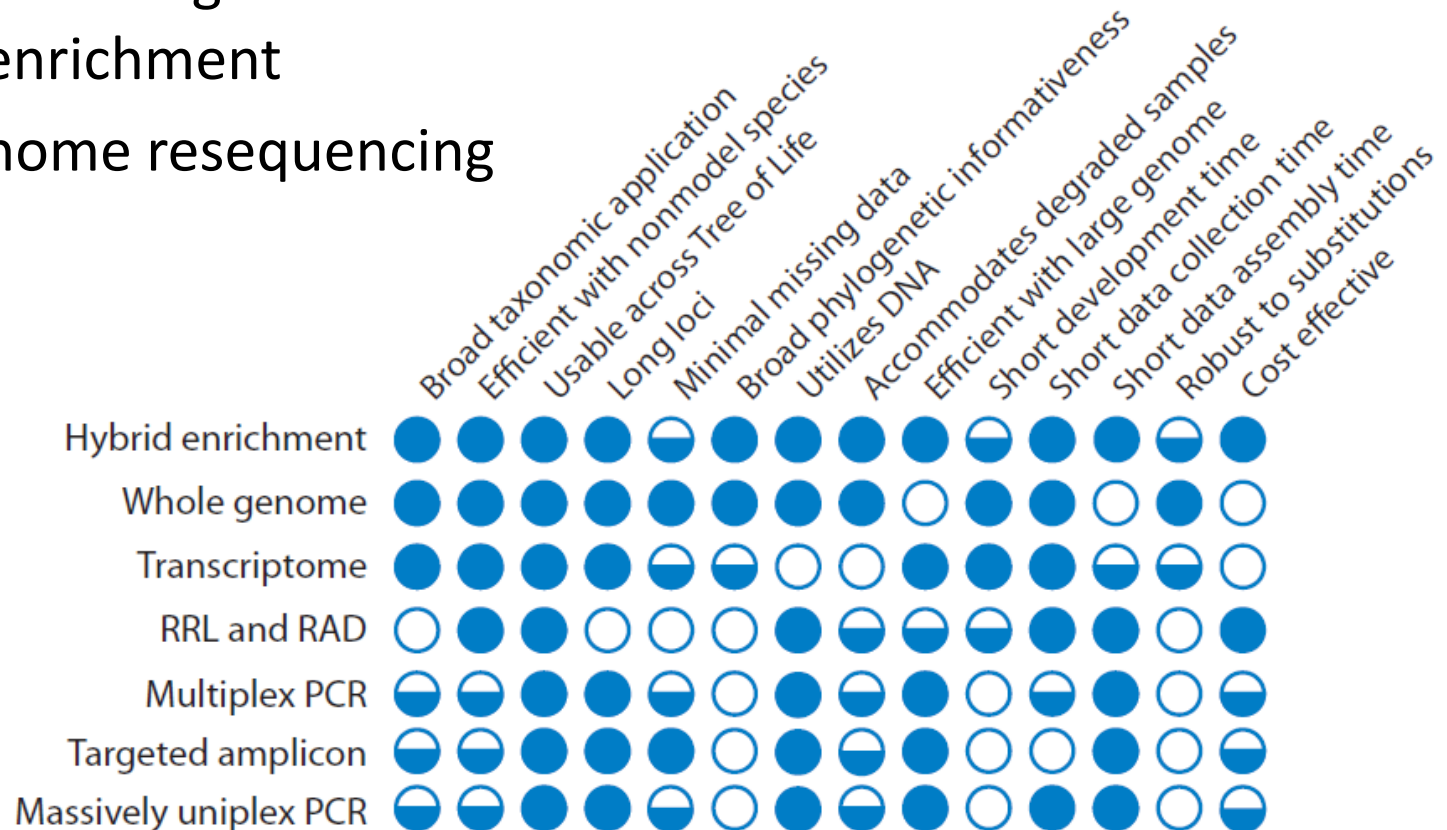 enrichment
nome resequencing
Broad taxonomic application
Efficient with nonmodel species
Usable across Tree of Life
Long loci
Minimal missing data
Broad phylogenetic informativeness
Utilizes DNA
Accommodates degraded samples
Efficient with large genome
Short development time
Short data collection time
Short data assembly time
Robust to substitutions
Cost effective
Hybrid enrichment
Whole genome
Transcriptome
RRL and RAD
Multiplex PCR
Targeted amplicon
Massively uniplex PCR